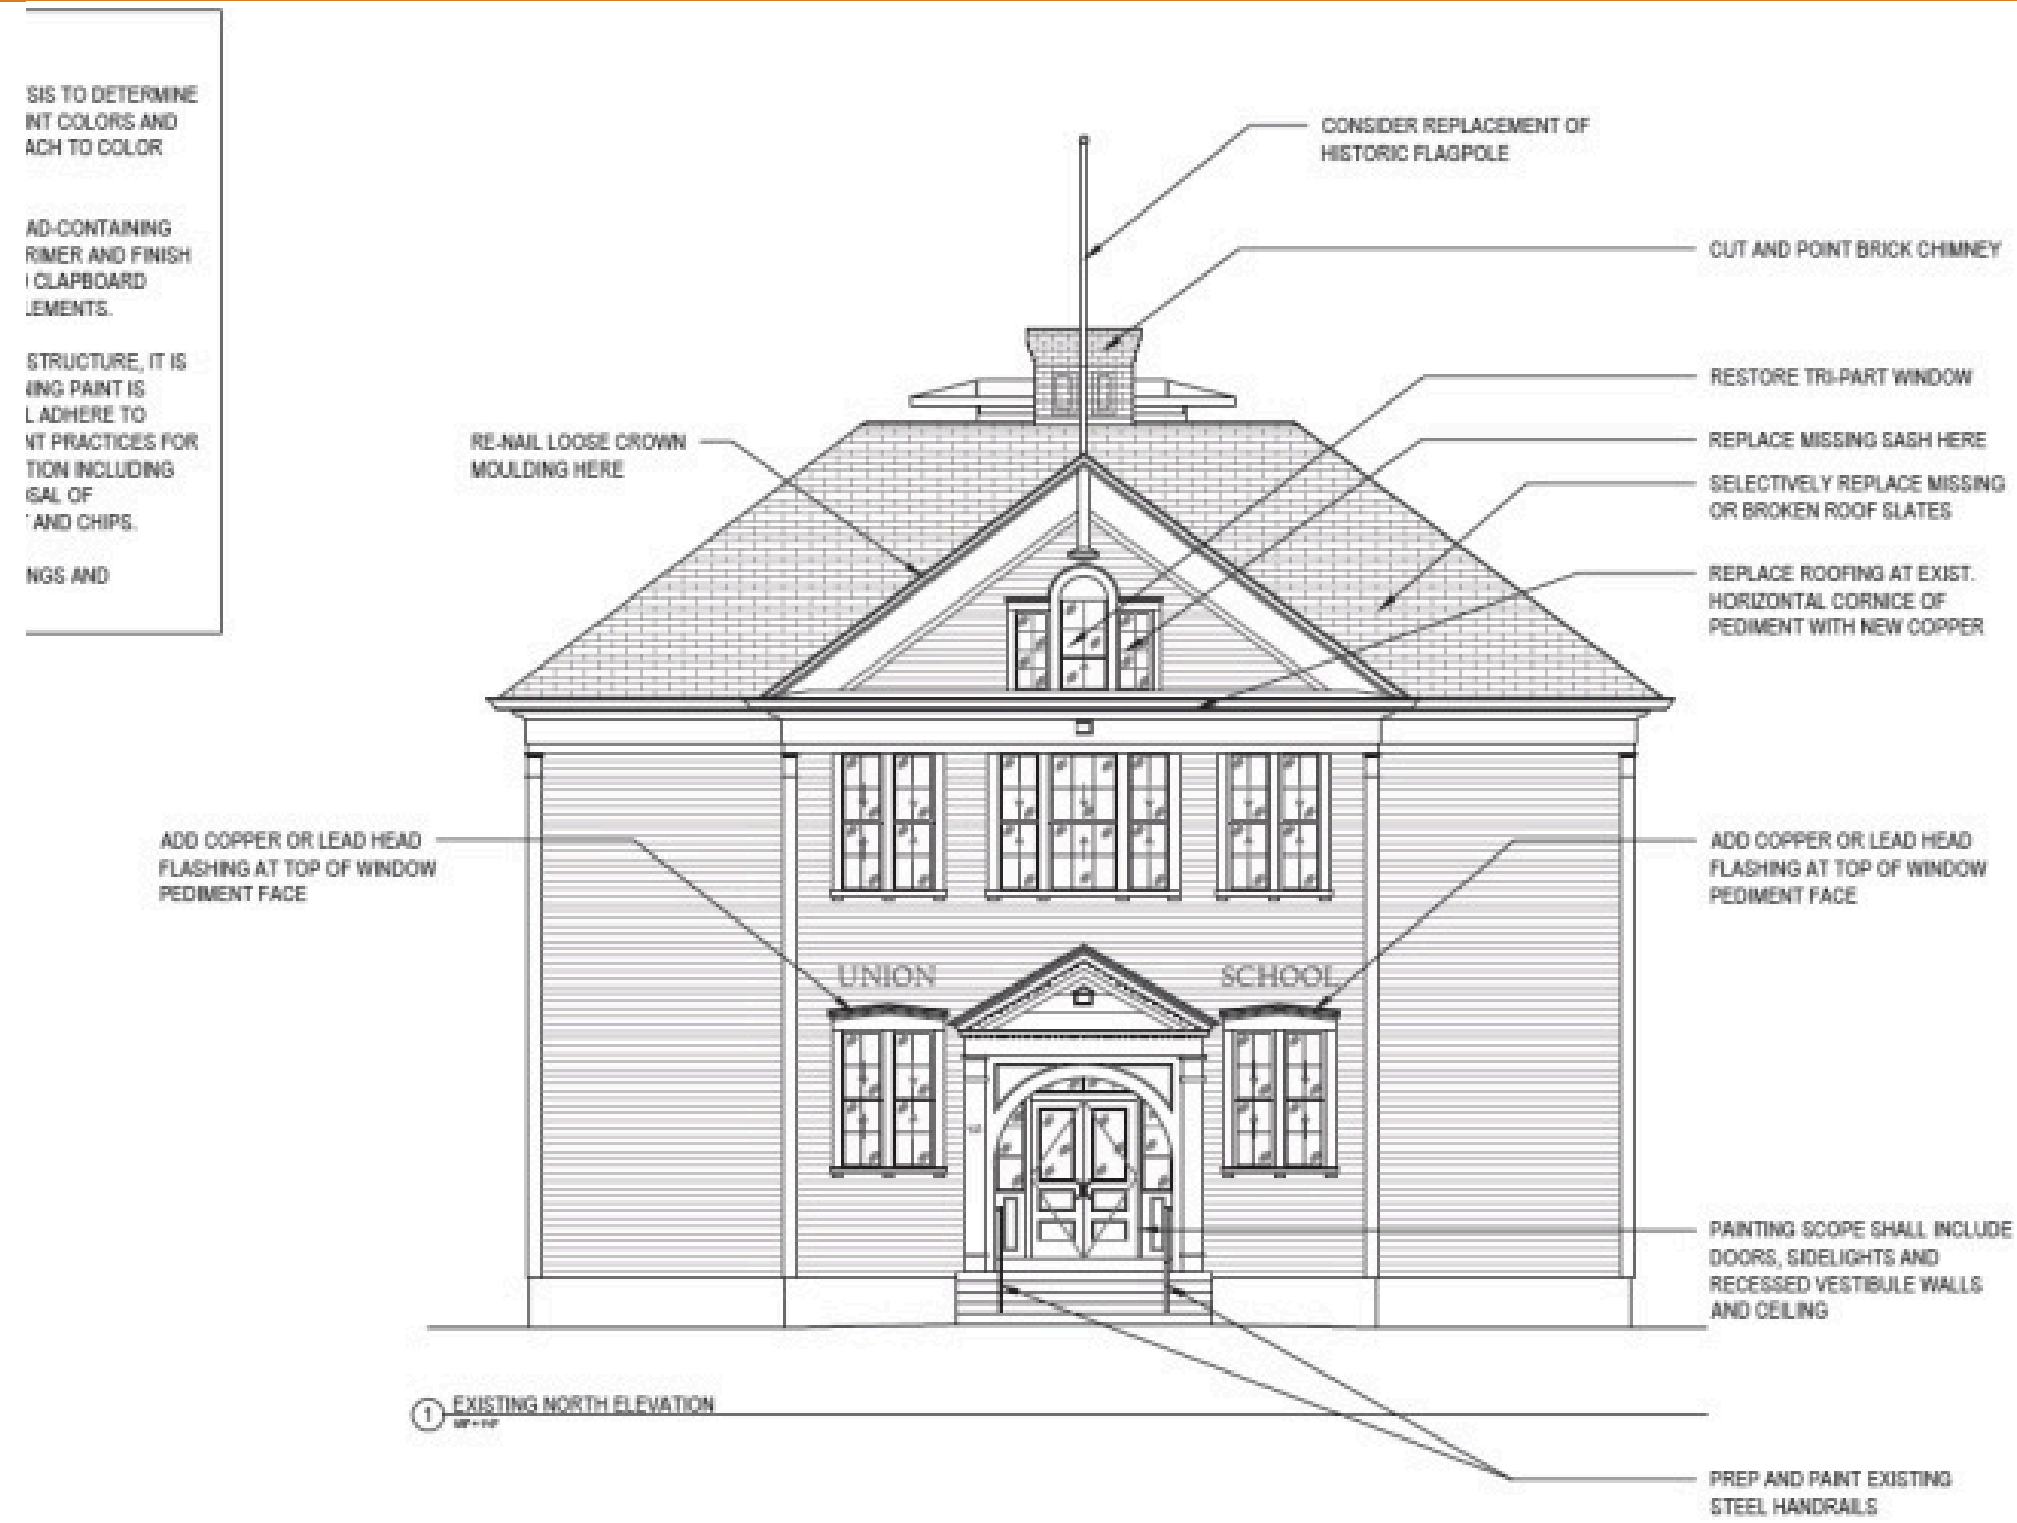 SIS TO DETERMINE
NT COLORS AND
ACH TO COLOR
AD-CONTAINING
RIMER AND FINISH
CLAPBOARD
LEMENTS.
STRUCTURE, IT IS
NING PAINT IS
L ADHERE TO
NT PRACTICES FOR
TION INCLUDING
SAL OF
AND CHIPS.
NGS AND
CONSIDER REPLACEMENT OF
HISTORIC FLAGPOLE
CUT AND POINT BRICK CHIMNEY
RESTORE TRI-PART WINDOW
RE-NAIL LOOSE CROWN
MOULDING HERE
REPLACE MISSING SASH HERE
SELECTIVELY REPLACE MISSING
OR BROKEN ROOF SLATES
REPLACE ROOFING AT EXIST.
HORIZONTAL CORNICE OF
PEDIMENT WITH NEW COPPER
ADD COPPER OR LEAD HEAD
FLASHING AT TOP OF WINDOW
PEDIMENT FACE
ADD COPPER OR LEAD HEAD
FLASHING AT TOP OF WINDOW
PEDIMENT FACE
UNION SCHOOL
PAINTING SCOPE SHALL INCLUDE
DOORS, SIDELIGHTS AND
RECESSED VESTIBULE WALLS
AND CEILING
1 EXISTING NORTH ELEVATION
PREP AND PAINT EXISTING
STEEL HANDRAILS